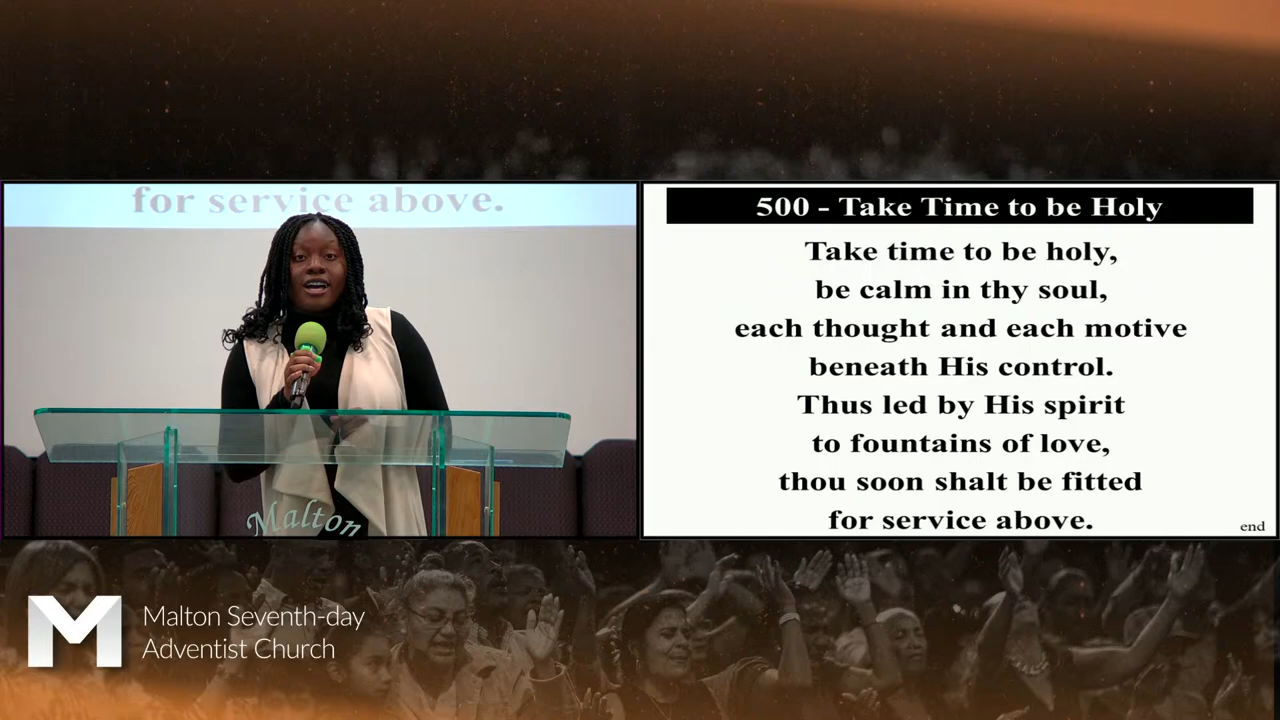 for service above.
Malton
500 - Take Time to be Holy
Take time to be holy,
be calm in thy soul,
each thought and each motive
beneath His control.
Thus led by His spirit
to fountains of love,
thou soon shalt be fitted
for service above.
end
M
Malton Seventh-day
Adventist Church